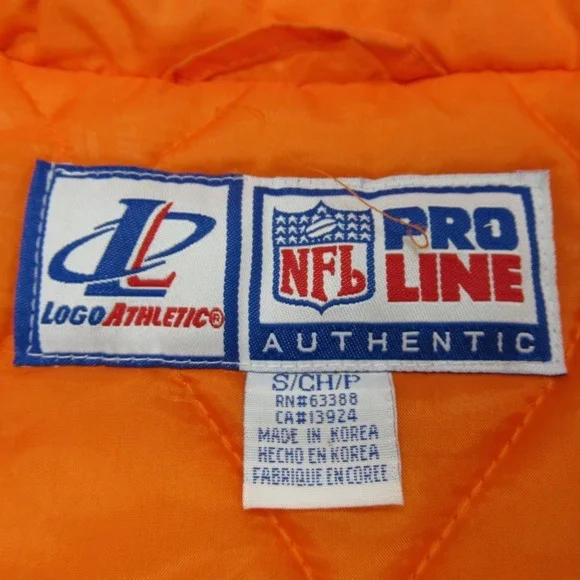 LOGO ATHLETIC®
NFL
PRO
LINE
AUTHENTIC
S/CH/P
RN#63388
CA#13924
MADE IN KOREA
HECHO EN KOREA
FABRIQUE EN COREE